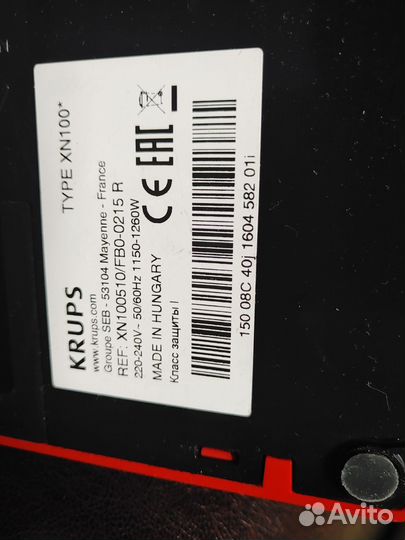 KRUPS
TYPE XN100*
www.krups.com
Groupe SEB - 53104 Mayenne - France
REF: XN100510/FB0-0215 R
220-240V~ 50/60Hz 1150-1260W
MADE IN HUNGARY
Класс защиты I
CE EAC
150 08C 40j 1604 582 01i
Avito